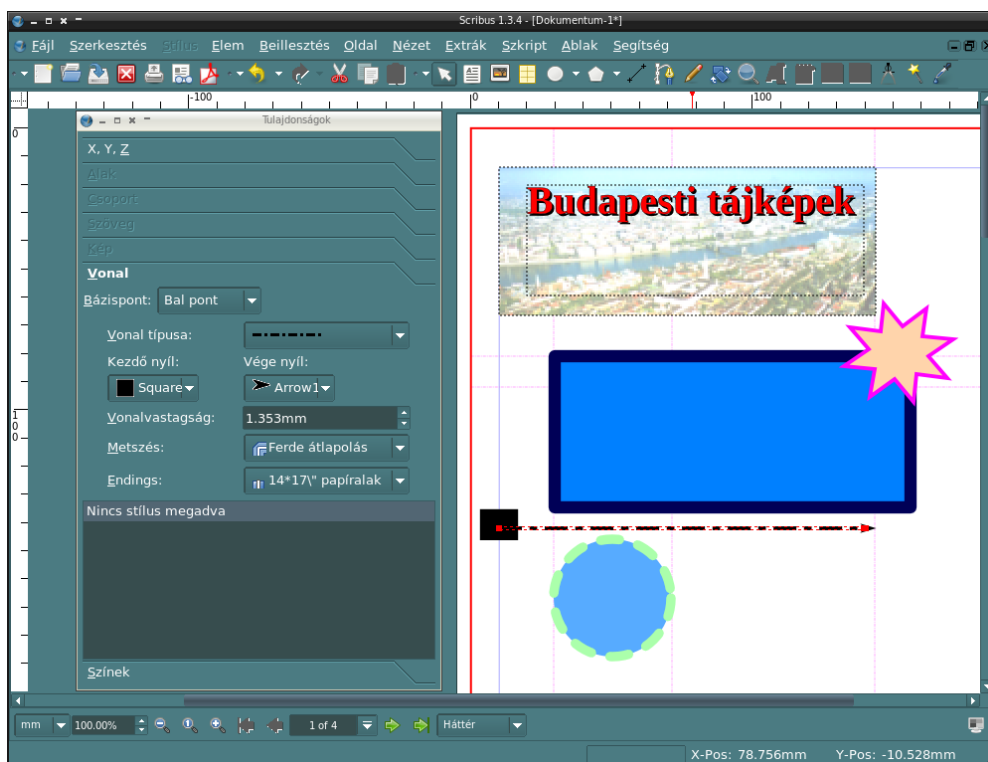 Scribus 1.3.4 - [Dokumentum-1*]
Fájl Szerkesztés Stílus Elem Beillesztés Oldal Nézet Extrák Szkript Ablak Segítség
-100 0 100
0
100
Tulajdonságok
X, Y, Z
Alak
Csoport
Szöveg
Kép
Vonal
Bázispont: Bal pont
Vonal típusa:
Kezdő nyíl: Vége nyíl:
Square Arrow1
Vonalvastagság: 1.353mm
Metszés: Ferde átlapolás
Endings: 14*17\" papíralak
Nincs stílus megadva
Színek
Budapesti tájképek
mm 100.00% 1 of 4 Háttér
X-Pos: 78.756mm Y-Pos: -10.528mm